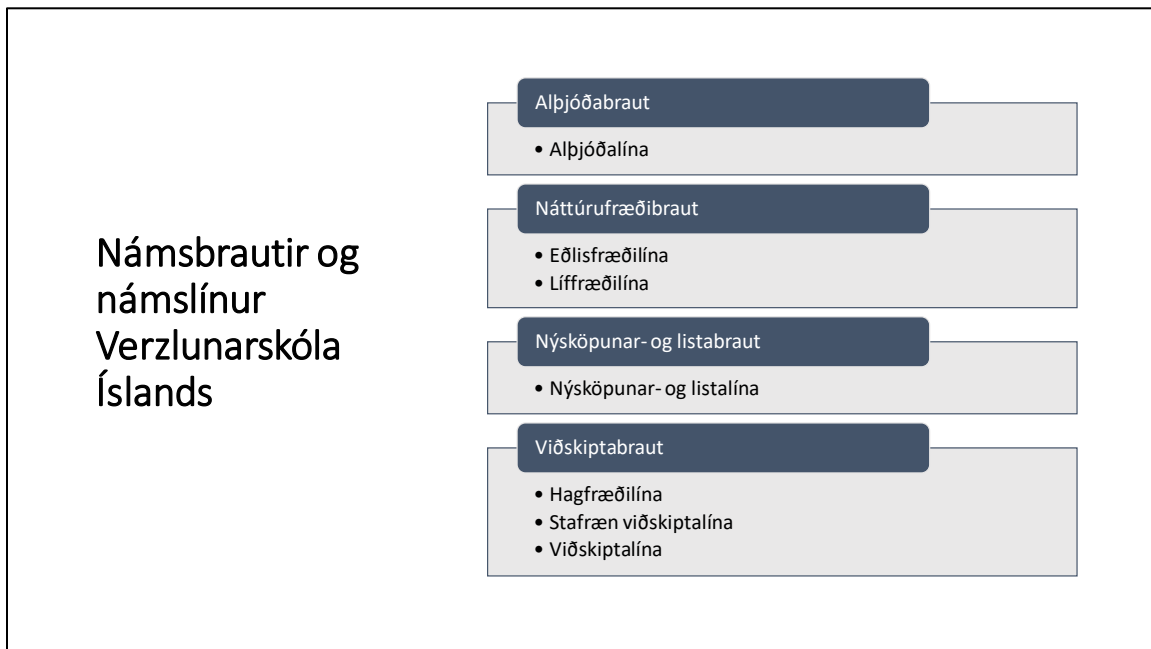 Námsbrautir og
námslínur
Verzlunarskóla
Íslands
Alþjóðabraut
• Alþjóðalína
Náttúrufræðibraut
• Eðlisfræðilína
• Líffræðilína
Nýsköpunar- og listabraut
• Nýsköpunar- og listalína
Viðskiptabraut
• Hagfræðilína
• Stafræn viðskiptalína
• Viðskiptalína